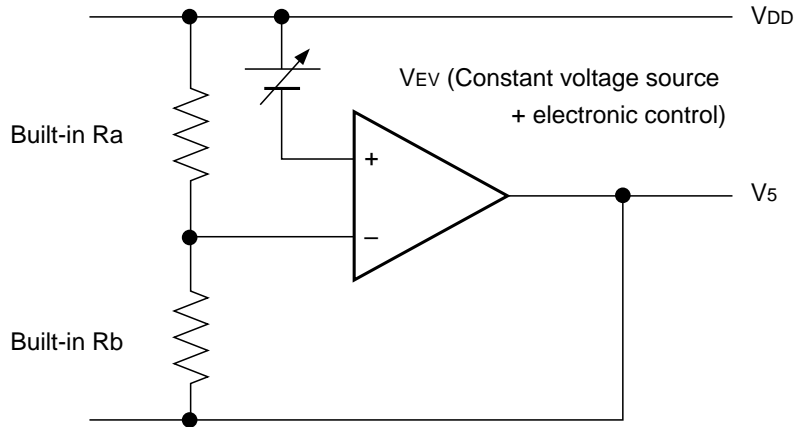 VDD
VEV (Constant voltage source
+ electronic control)
Built-in Ra
+
V5
–
Built-in Rb